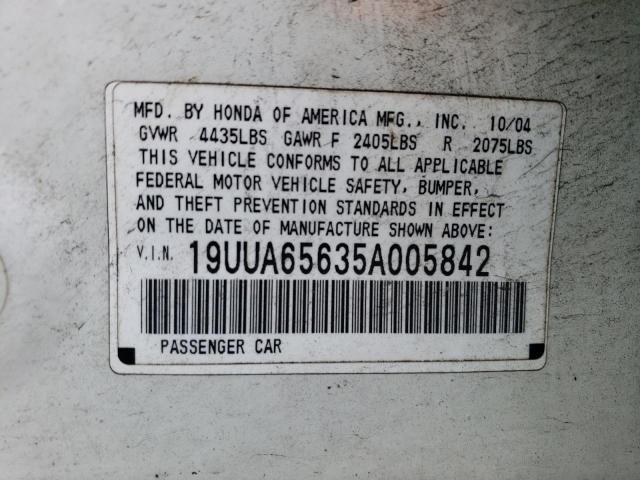 MFD. BY HONDA OF AMERICA MFG., INC. 10/04
GVWR 4435LBS GAWR F 2405LBS R 2075LBS
THIS VEHICLE CONFORMS TO ALL APPLICABLE
FEDERAL MOTOR VEHICLE SAFETY, BUMPER,
AND THEFT PREVENTION STANDARDS IN EFFECT
ON THE DATE OF MANUFACTURE SHOWN ABOVE:
V.I.N. 19UUA65635A005842
PASSENGER CAR